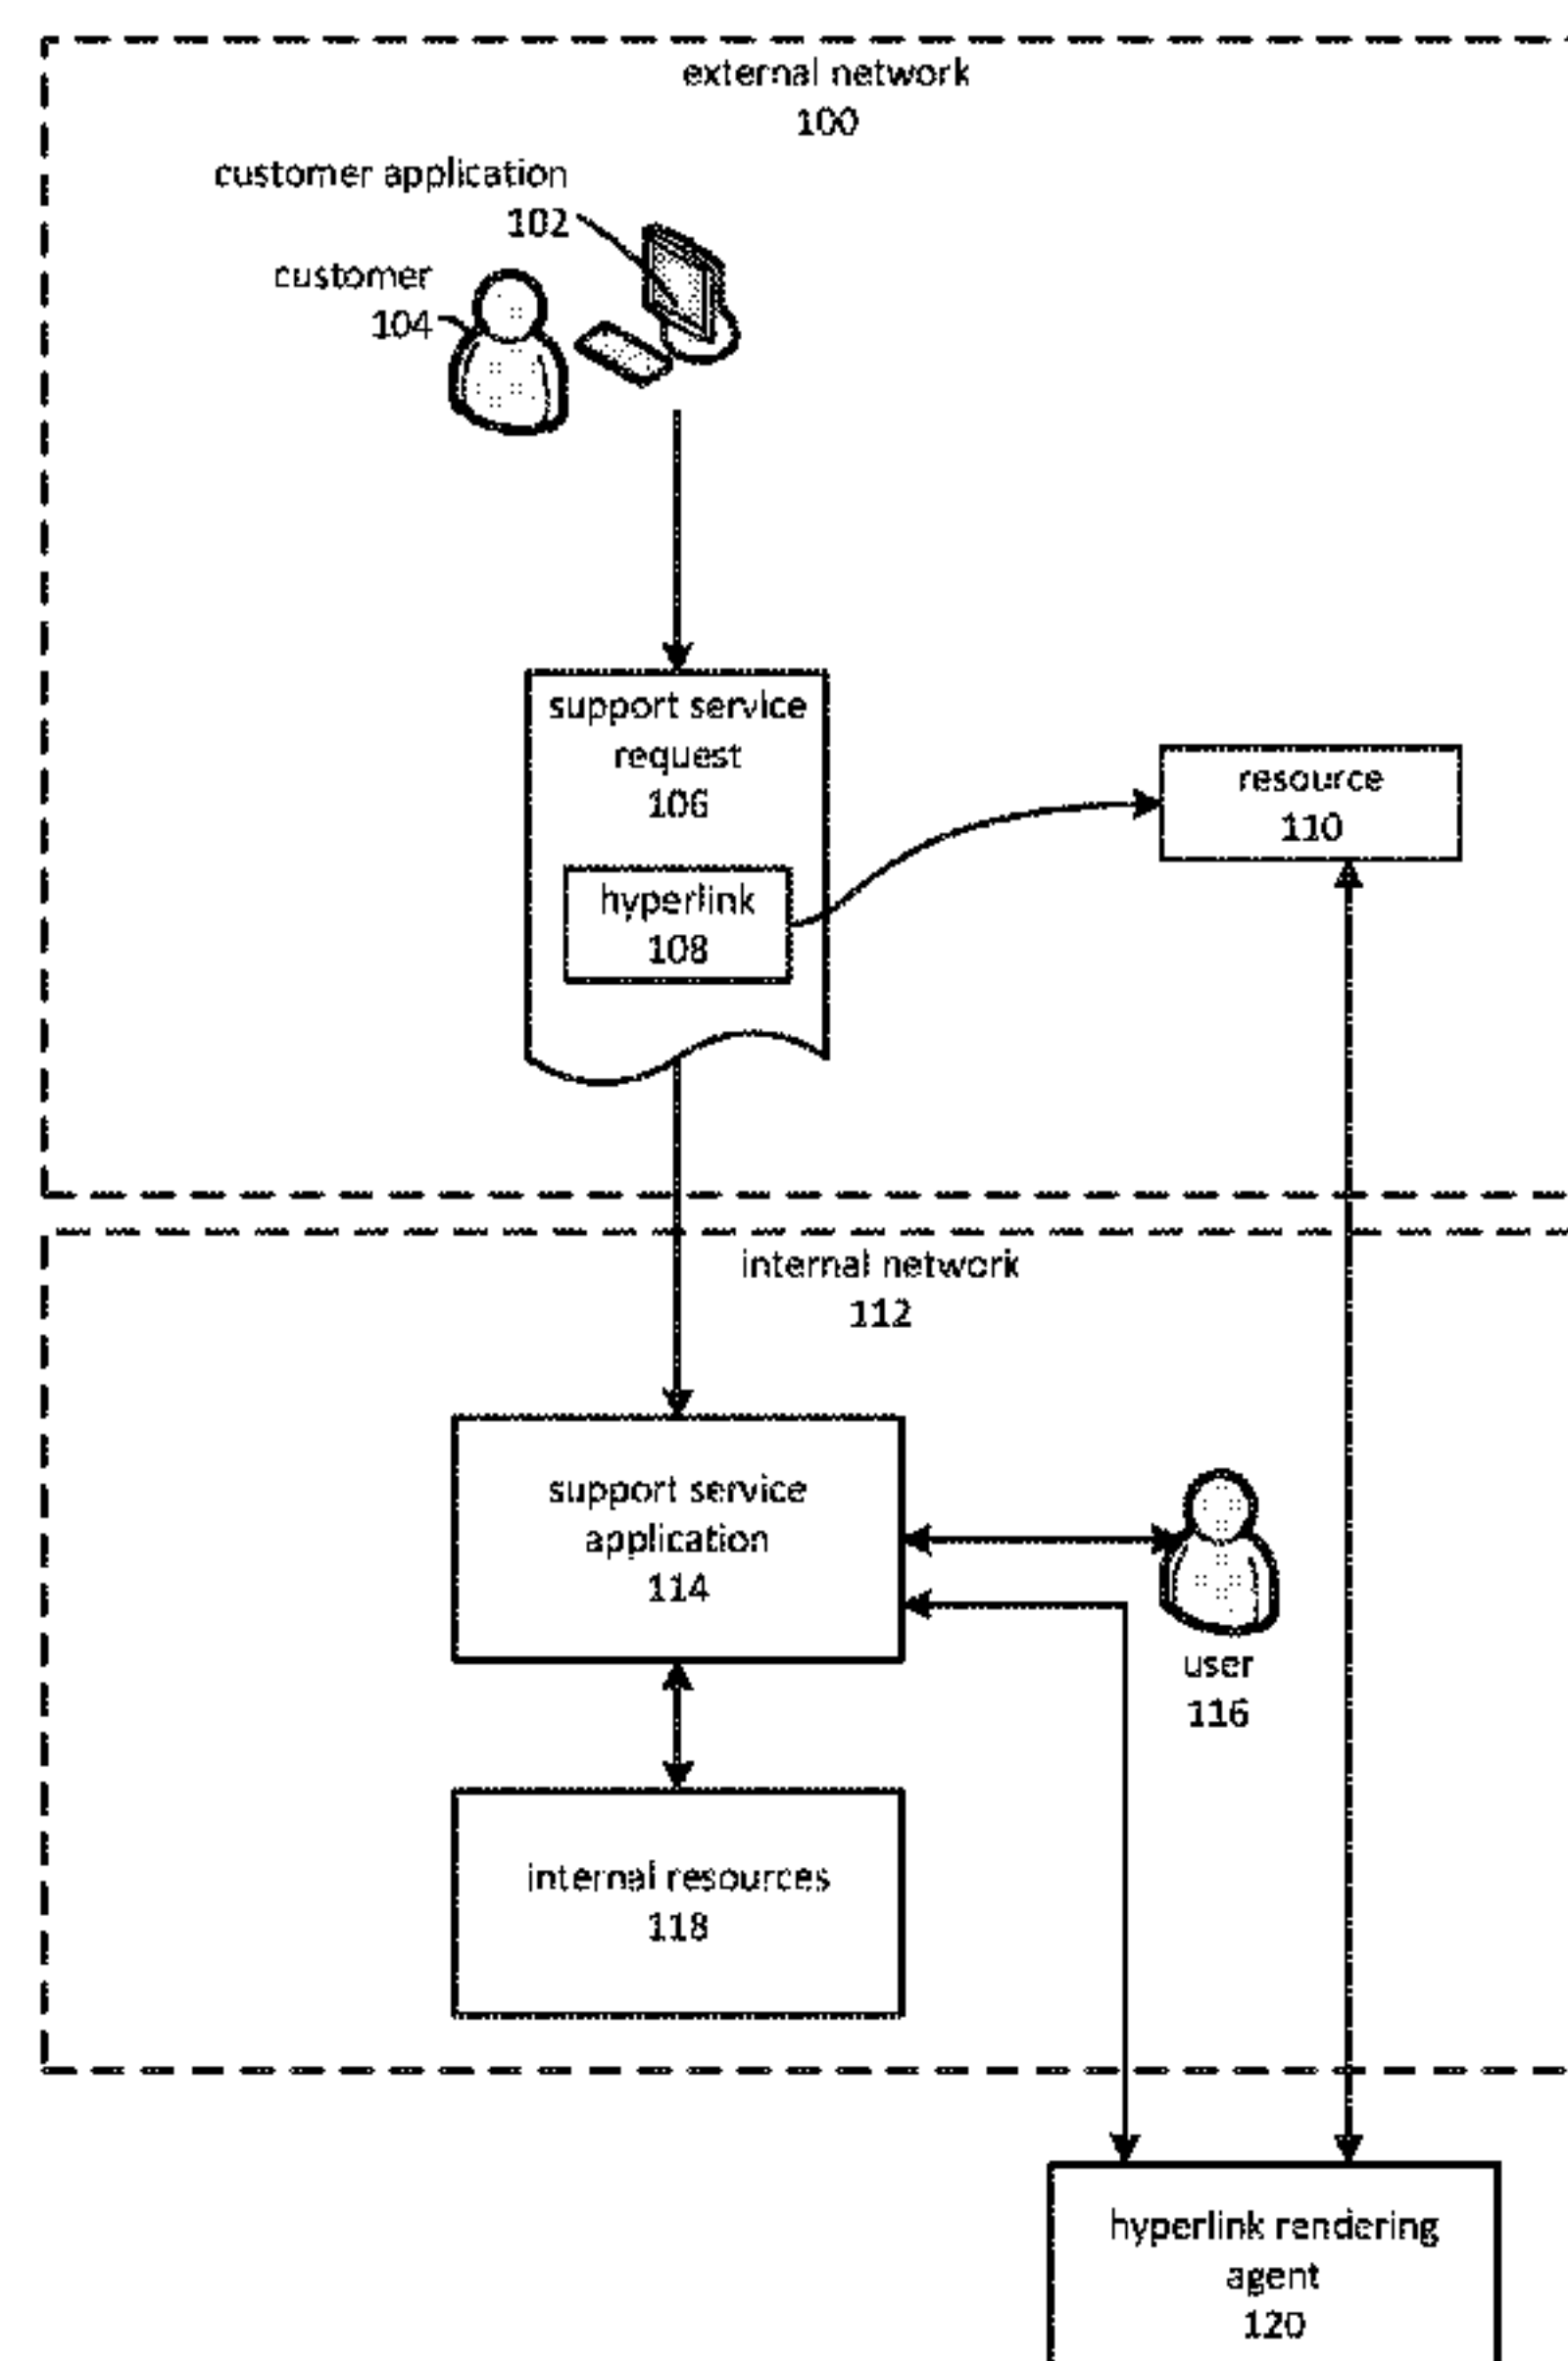 external network
100
customer application
102
customer
104
support service
request
106
hyperlink
108
resource
110
internal network
112
support service
application
114
user
116
internal resources
118
hyperlink rendering
agent
120